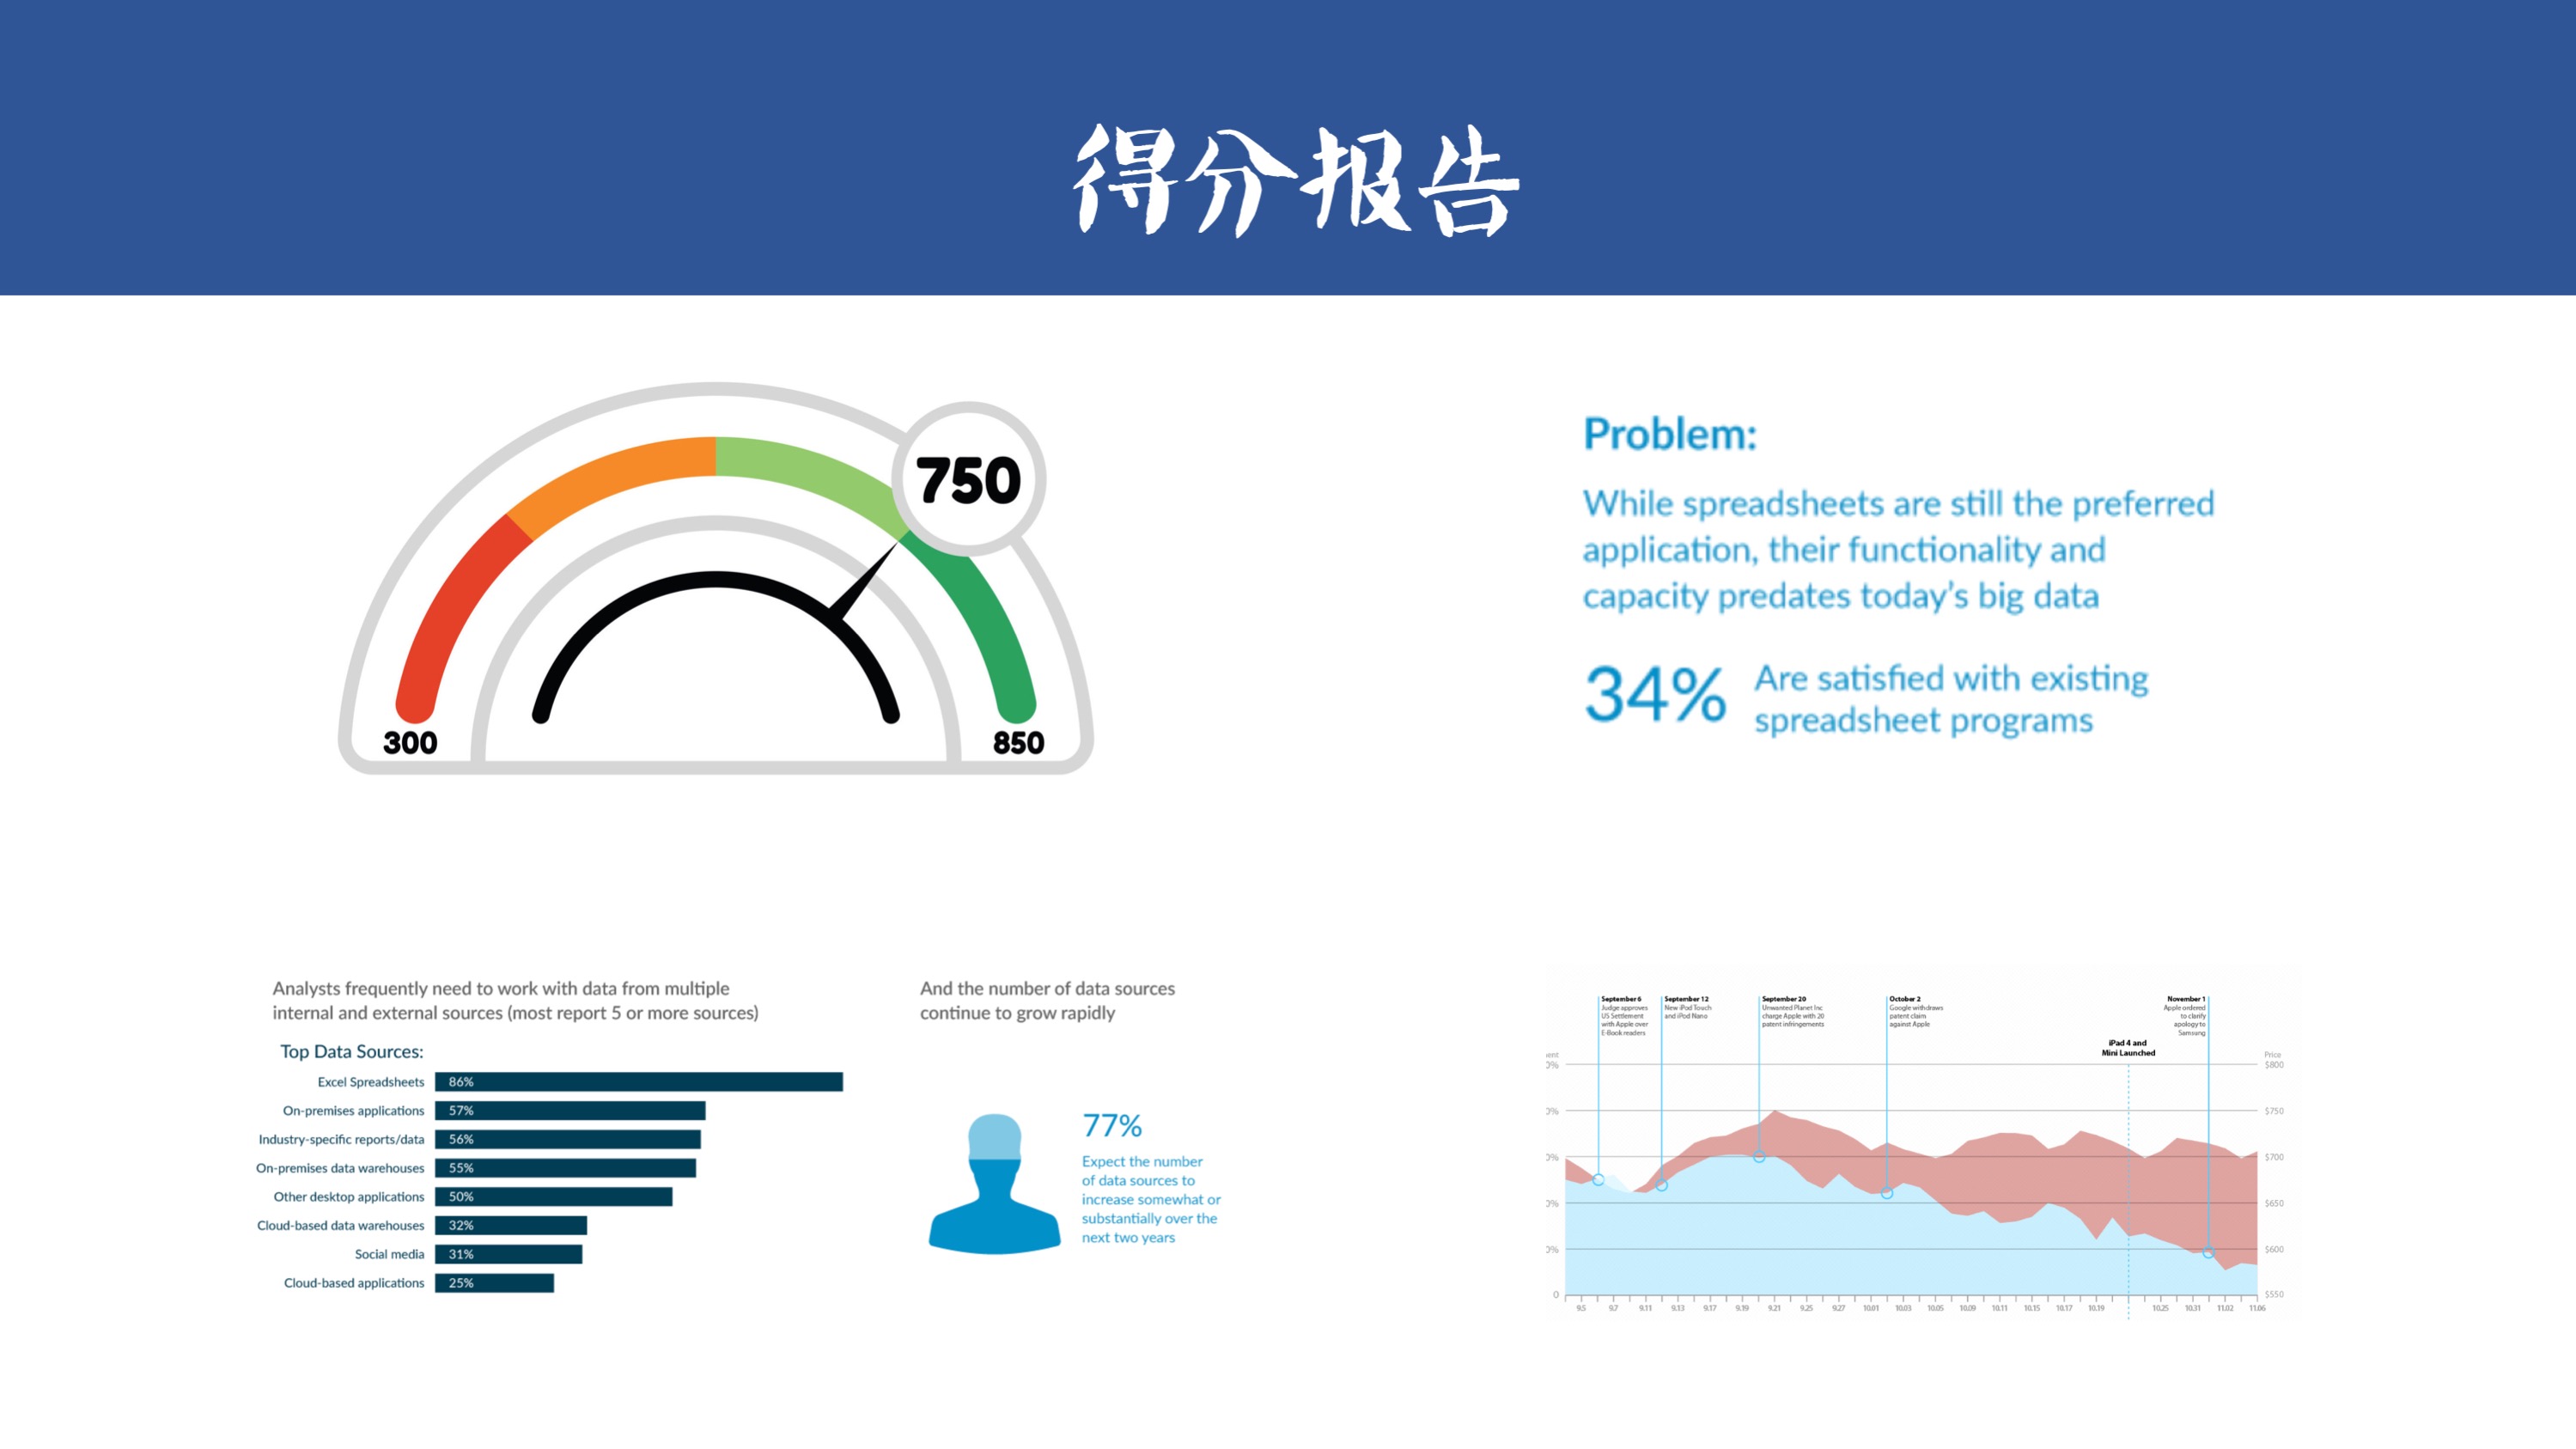 得分报告
750
300
850
Problem:
While spreadsheets are still the preferred
application, their functionality and
capacity predates today's big data
34%
Are satisfied with existing
spreadsheet programs
Analysts frequently need to work with data from multiple
internal and external sources (most report 5 or more sources)
Top Data Sources:
Excel Spreadsheets 86%
On-premises applications 57%
Industry-specific reports/data 56%
On-premises data warehouses 55%
Other desktop applications 50%
Cloud-based data warehouses 32%
Social media 31%
Cloud-based applications 25%
And the number of data sources
continue to grow rapidly
77%
Expect the number
of data sources to
increase somewhat or
substantially over the
next two years
September 6
Judge approves
US Settlement
with Apple over
E-Book readers
September 12
New iPod Touch
and iPod Nano
September 20
Unwanted Planet Inc
charge Apple with 20
patent infringements
October 2
Google withdraws
patent claim
against Apple
November 1
Apple ordered
to clarify
apology to
Samsung
iPad 4 and
Mini Launched
Price
$800
$750
$700
$650
$600
$550
0
9.5 9.7 9.11 9.13 9.17 9.19 9.21 9.25 9.27 10.01 10.03 10.05 10.09 10.11 10.15 10.17 10.19 10.25 10.31 11.02 11.06